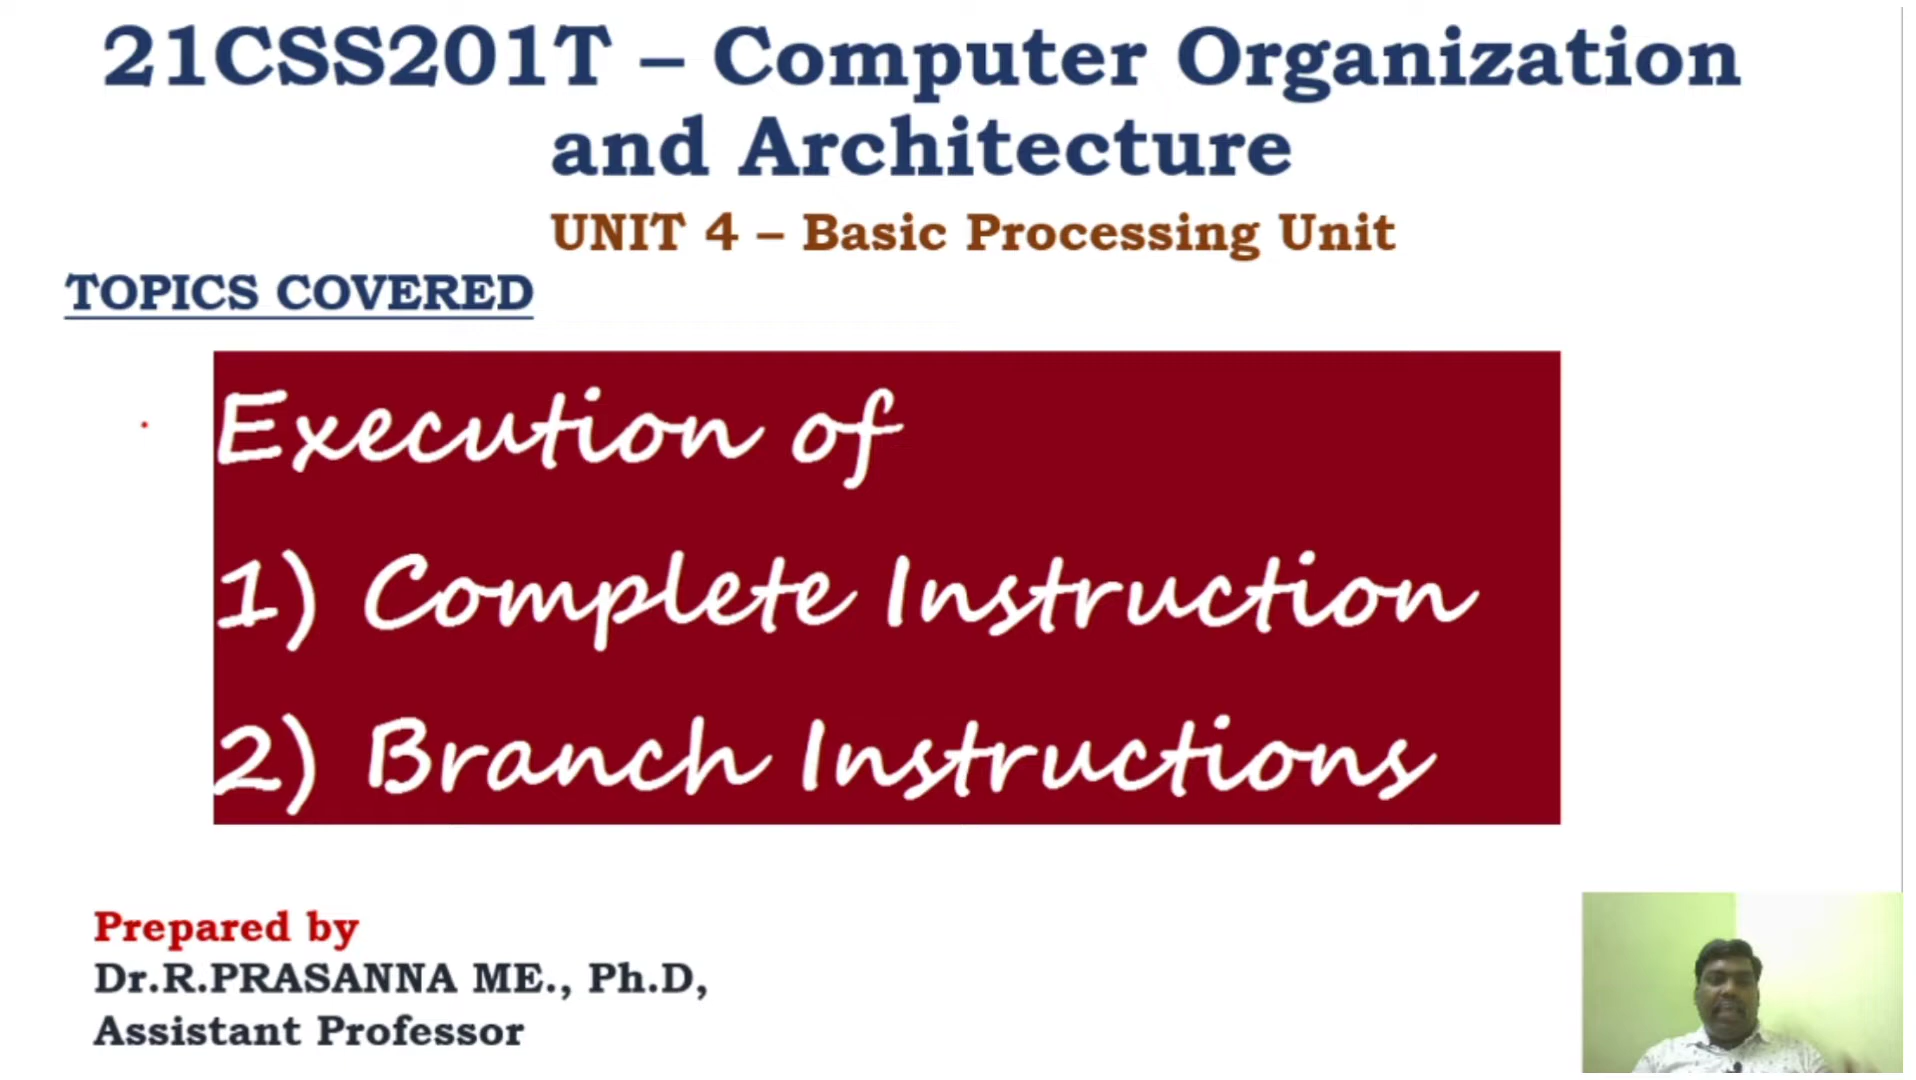 21CSS201T – Computer Organization
and Architecture
UNIT 4 – Basic Processing Unit
TOPICS COVERED
Execution of
1) Complete Instruction
2) Branch Instructions
Prepared by
Dr.R.PRASANNA ME., Ph.D,
Assistant Professor